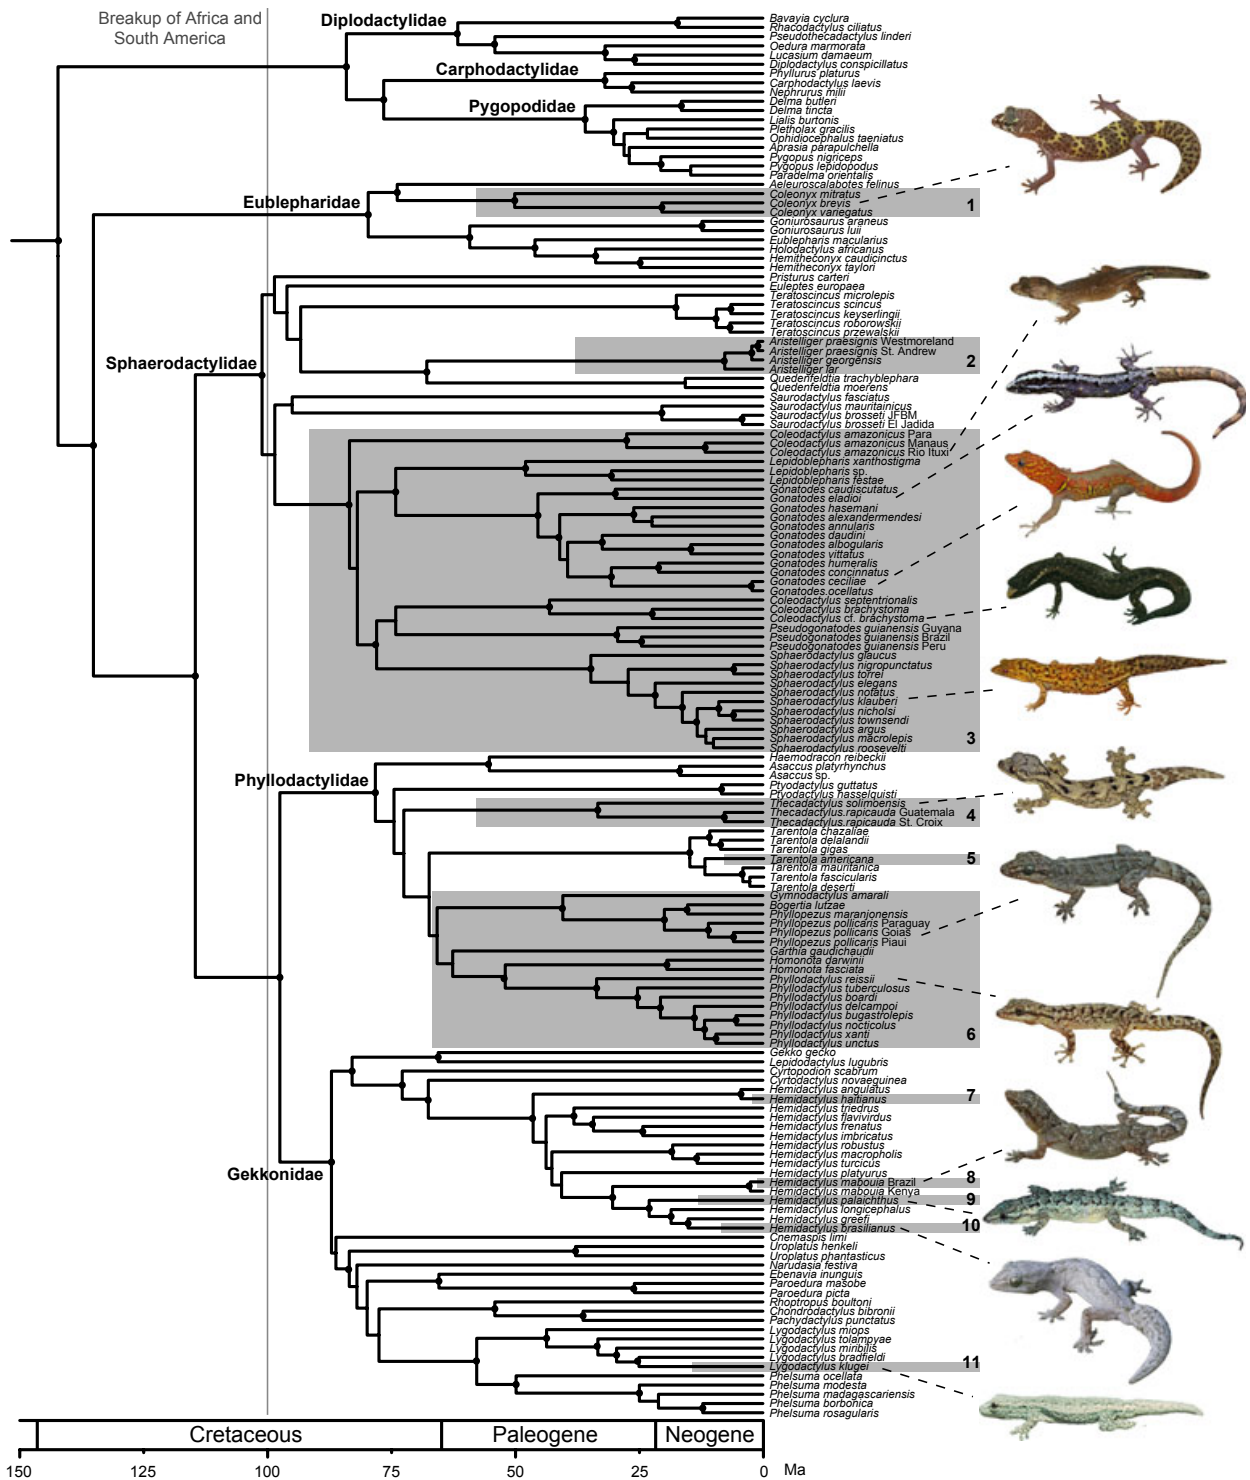 Breakup of Africa and
South America
Diplodactylidae
Bavayia cyclura
Rhacodactylus ciliatus
Pseudothecadactylus linderi
Oedura marmorata
Lucasium damaeum
Diplodactylus conspicillatus
Carphodactylidae
Phyllurus platurus
Carphodactylus laevis
Nephrurus milii
Pygopodidae
Delma butleri
Delma tincta
Lialis burtonis
Pletholax gracilis
Ophidiocephalus taeniatus
Aprasia parapulchella
Pygopus nigriceps
Pygopus lepidopodus
Paradelma orientalis
Eublepharidae
Aeleuroscalabotes felinus
Coleonyx mitratus
Coleonyx brevis
Coleonyx variegatus
1
Goniurosaurus araneus
Goniurosaurus luii
Eublepharis macularius
Holodactylus africanus
Hemitheconyx caudicinctus
Hemitheconyx taylori
Sphaerodactylidae
Pristurus carteri
Euleptes europaea
Teratoscincus microlepis
Teratoscincus scincus
Teratoscincus keyserlingii
Teratoscincus roborowskii
Teratoscincus przewalskii
Aristelliger praesignis Westmoreland
Aristelliger praesignis St. Andrew
Aristelliger georgensis
Aristelliger lar
2
Quedenfeldtia trachyblephara
Quedenfeldtia moerens
Saurodactylus fasciatus
Saurodactylus mauritanicus
Saurodactylus brosseti JFBM
Saurodactylus brosseti El Jadida
Coleodactylus amazonicus Para
Coleodactylus amazonicus Manaus
Coleodactylus amazonicus Rio Ituxi
Lepidoblepharis xanthostigma
Lepidoblepharis sp.
Lepidoblepharis festae
Gonatodes caudiscutatus
Gonatodes eladioi
Gonatodes hasemani
Gonatodes alexandermendesi
Gonatodes annularis
Gonatodes daudini
Gonatodes albogularis
Gonatodes vittatus
Gonatodes humeralis
Gonatodes concinnatus
Gonatodes ceciliae
Gonatodes ocellatus
Coleodactylus septentrionalis
Coleodactylus brachystoma
Coleodactylus cf. brachystoma
Pseudogonatodes guianensis Guyana
Pseudogonatodes guianensis Brazil
Pseudogonatodes guianensis Peru
Sphaerodactylus glaucus
Sphaerodactylus nigropunctatus
Sphaerodactylus torrei
Sphaerodactylus elegans
Sphaerodactylus notatus
Sphaerodactylus klauberi
Sphaerodactylus nicholsi
Sphaerodactylus townsendi
Sphaerodactylus argus
Sphaerodactylus macrolepis
Sphaerodactylus roosevelti
3
Phyllodactylidae
Haemodracon reibeckii
Asaccus platyrhynchus
Asaccus sp.
Ptyodactylus guttatus
Ptyodactylus hasselquisti
Thecadactylus solimoensis
Thecadactylus rapicauda Guatemala
Thecadactylus rapicauda St. Croix
4
Tarentola chazaliae
Tarentola delalandii
Tarentola gigas
Tarentola americana
5
Tarentola mauritanica
Tarentola fascicularis
Tarentola deserti
Gymnodactylus amarali
Bogertia lutzae
Phyllopezus maranjonensis
Phyllopezus pollicaris Paraguay
Phyllopezus pollicaris Goias
Phyllopezus pollicaris Piaui
Garthia gaudichaudii
Homonota darwinii
Homonota fasciata
Phyllodactylus reissii
Phyllodactylus tuberculosus
Phyllodactylus bordai
Phyllodactylus delcampoi
Phyllodactylus bugastrolepis
Phyllodactylus nocticolus
Phyllodactylus xanti
Phyllodactylus unctus
6
Gekkonidae
Gekko gecko
Lepidodactylus lugubris
Cyrtopodion scabrum
Cyrtodactylus novaeguinea
Hemidactylus angulatus
Hemidactylus haitianus
7
Hemidactylus triedrus
Hemidactylus flavivirdus
Hemidactylus frenatus
Hemidactylus imbricatus
Hemidactylus robustus
Hemidactylus macropholis
Hemidactylus turcicus
Hemidactylus platyurus
Hemidactylus mabouia Brazil
8
Hemidactylus mabouia Kenya
Hemidactylus palaichthus
9
Hemidactylus longicephalus
Hemidactylus greefi
Hemidactylus brasilianus
10
Cnemaspis limi
Uroplatus henkeli
Uroplatus phantasticus
Narudasia festiva
Ebenavia inunguis
Paroedura masobe
Paroedura picta
Rhoptropus boultoni
Chondrodactylus bibronii
Pachydactylus punctatus
Lygodactylus miops
Lygodactylus tolampyae
Lygodactylus miribilis
Lygodactylus bradfieldi
Lygodactylus klugei
11
Phelsuma ocellata
Phelsuma modesta
Phelsuma madagascariensis
Phelsuma borbonica
Phelsuma rosagularis
Cretaceous
Paleogene
Neogene
150 125 100 75 50 25 0 Ma